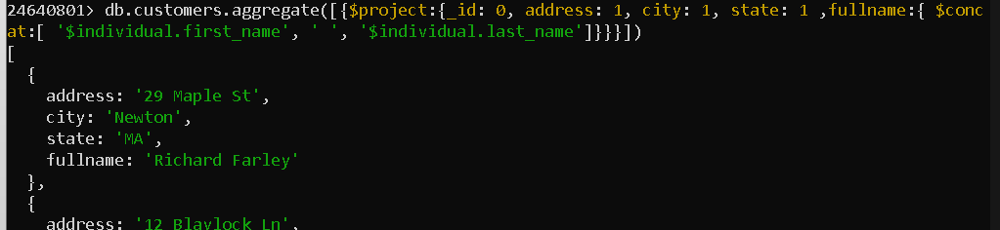 24640801> db.customers.aggregate([{$project:{_id: 0, address: 1, city: 1, state: 1 ,fullname:{ $conc
at:[ '$individual.first_name', ' ', '$individual.last_name']}}}])
[
  {
    address: '29 Maple St',
    city: 'Newton',
    state: 'MA',
    fullname: 'Richard Farley'
  },
  {
    address: '12 Blaylock Ln',